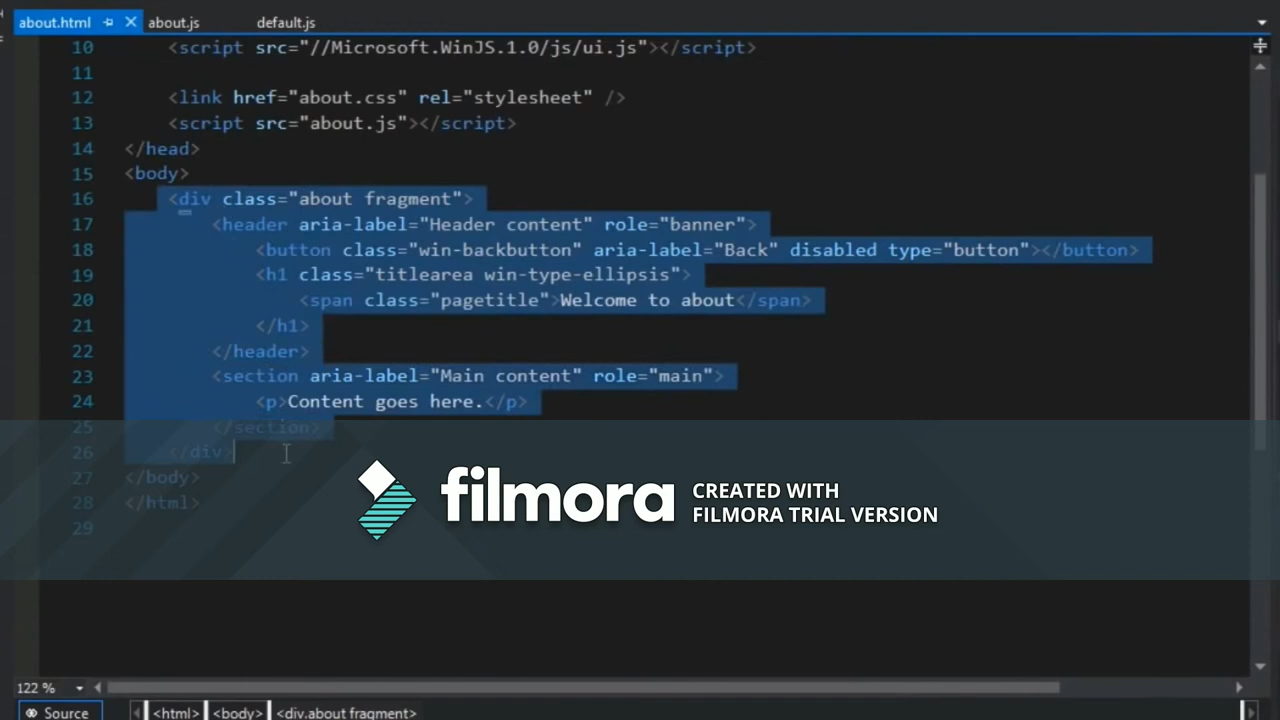 about.html about.js default.js
10 <script src="//Microsoft.WinJS.1.0/js/ui.js"></script>
11
12 <link href="about.css" rel="stylesheet" />
13 <script src="about.js"></script>
14 </head>
15 <body>
16 <div class="about fragment">
17 <header aria-label="Header content" role="banner">
18 <button class="win-backbutton" aria-label="Back" disabled type="button"></button>
19 <h1 class="titlearea win-type-ellipsis">
20 <span class="pagetitle">Welcome to about</span>
21 </h1>
22 </header>
23 <section aria-label="Main content" role="main">
24 <p>Content goes here.</p>
25 </section>
26 </div>
27 </body>
28 </html>
29
filmora
CREATED WITH
FILMORA TRIAL VERSION
122 %
Source <html> <body> <div.about fragment>